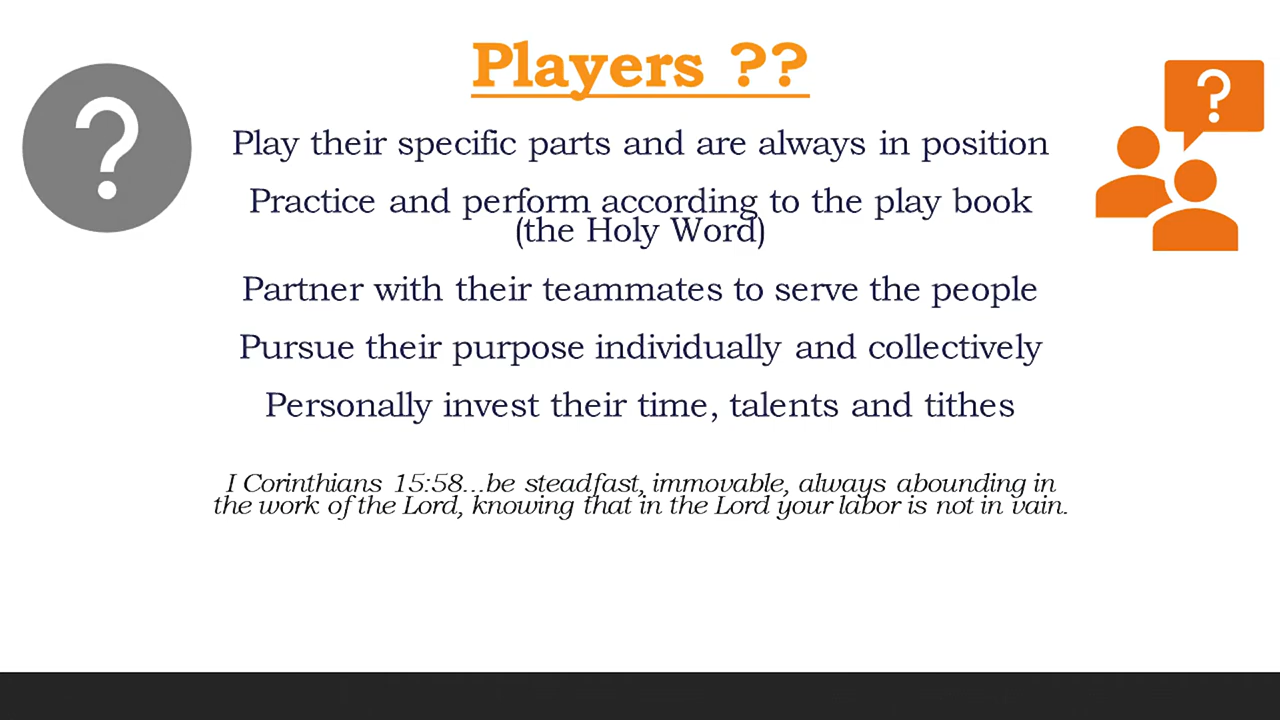 Players ??
?
?
Play their specific parts and are always in position
Practice and perform according to the play book
(the Holy Word)
Partner with their teammates to serve the people
Pursue their purpose individually and collectively
Personally invest their time, talents and tithes
I Corinthians 15:58...be steadfast, immovable, always abounding in
the work of the Lord, knowing that in the Lord your labor is not in vain.